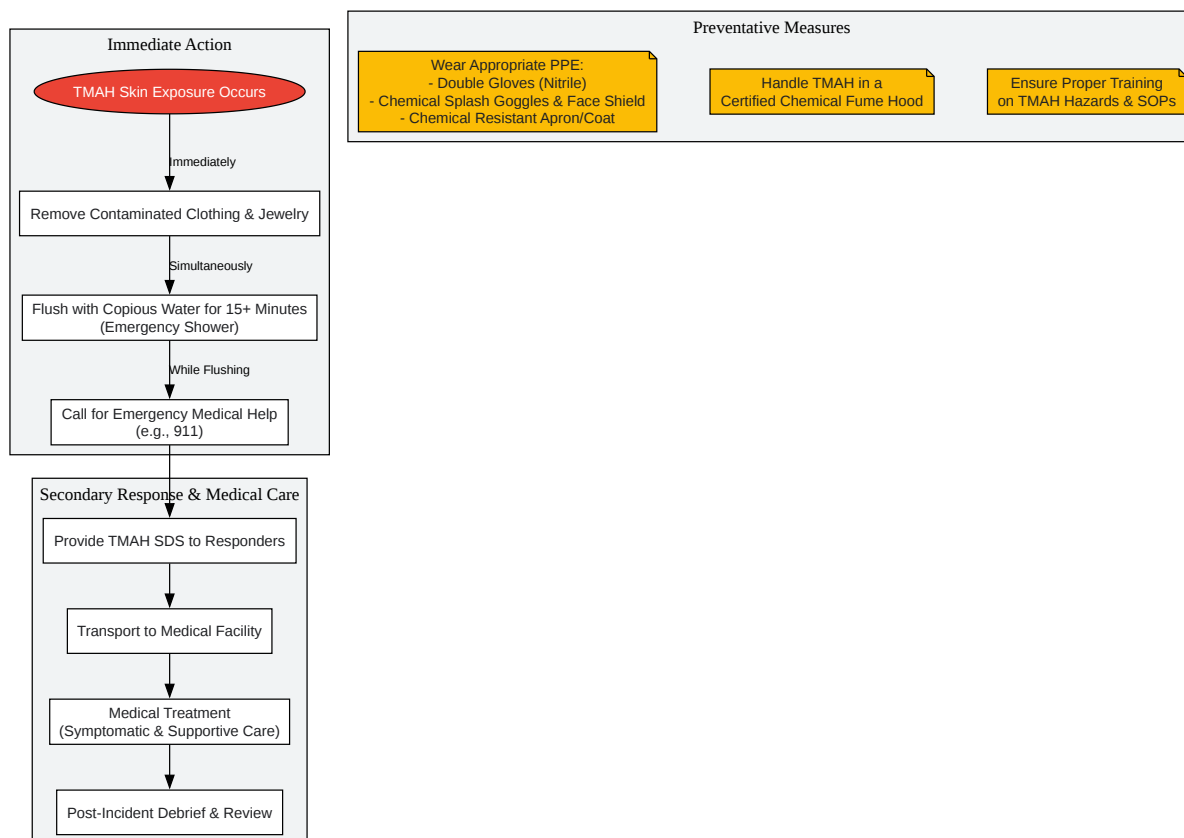 Immediate Action
TMAH Skin Exposure Occurs
Immediately
Remove Contaminated Clothing & Jewelry
Simultaneously
Flush with Copious Water for 15+ Minutes
(Emergency Shower)
While Flushing
Call for Emergency Medical Help
(e.g., 911)
Secondary Response & Medical Care
Provide TMAH SDS to Responders
Transport to Medical Facility
Medical Treatment
(Symptomatic & Supportive Care)
Post-Incident Debrief & Review
Preventative Measures
Wear Appropriate PPE:
- Double Gloves (Nitrile)
- Chemical Splash Goggles & Face Shield
- Chemical Resistant Apron/Coat
Handle TMAH in a
Certified Chemical Fume Hood
Ensure Proper Training
on TMAH Hazards & SOPs